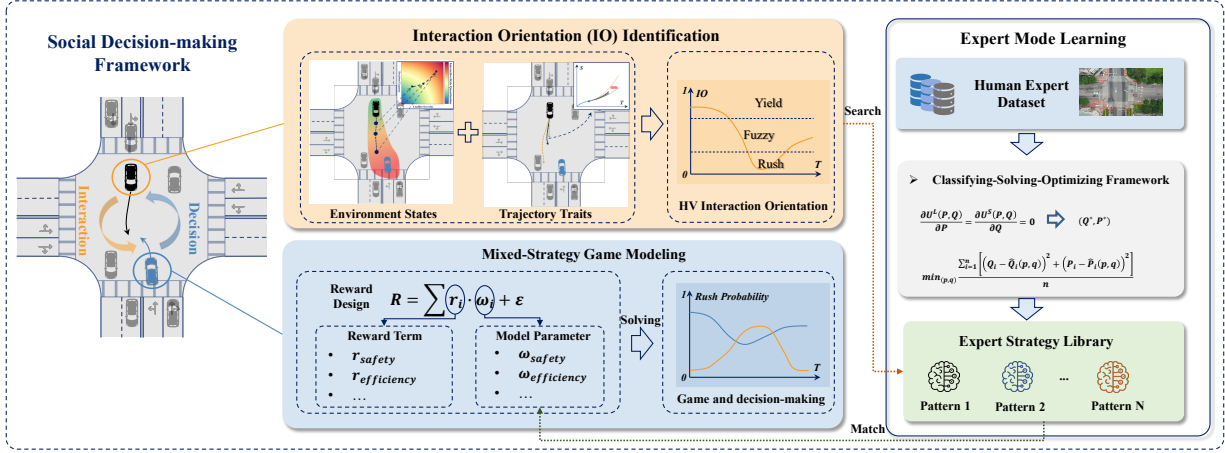 Social Decision-making
Framework
Interaction
Decision
Interaction Orientation (IO) Identification
S
T
Environment States
Trajectory Traits
1
IO
Yield
Fuzzy
Rush
0
T
HV Interaction Orientation
Search
Mixed-Strategy Game Modeling
Reward
Design
R = ∑ r_i · ω_i + ε
Reward Term
• r_safety
• r_efficiency
• …
Model Parameter
• ω_safety
• ω_efficiency
• …
Solving
1
Rush Probability
0
T
Game and decision-making
Match
Expert Mode Learning
Human Expert
Dataset
➢ Classifying-Solving-Optimizing Framework
∂U^L(P,Q)/∂P = ∂U^S(P,Q)/∂Q = 0 ⇒ (Q*, P*)
min_(p,q) ∑_{i=1}^{n} [(Q_i − Q̂_i(p,q))² + (P_i − P̂_i(p,q))²] / n
Expert Strategy Library
...
Pattern 1 Pattern 2 Pattern N